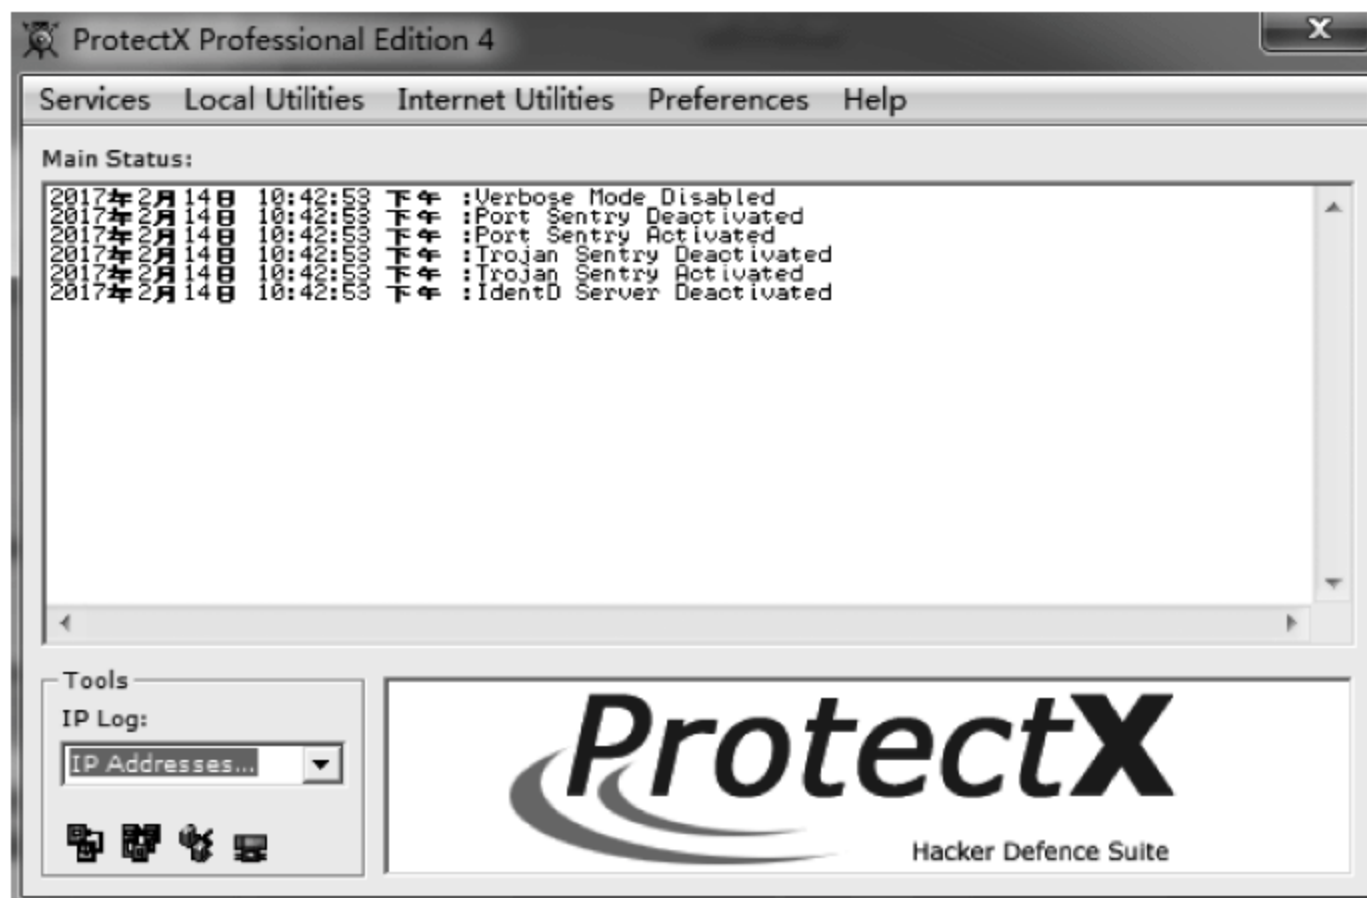 ProtectX Professional Edition 4
Services Local Utilities Internet Utilities Preferences Help
Main Status:
2017年2月14日 10:42:53 下午 :Verbose Mode Disabled
2017年2月14日 10:42:53 下午 :Port Sentry Deactivated
2017年2月14日 10:42:53 下午 :Port Sentry Activated
2017年2月14日 10:42:53 下午 :Trojan Sentry Deactivated
2017年2月14日 10:42:53 下午 :Trojan Sentry Activated
2017年2月14日 10:42:53 下午 :IdentD Server Deactivated
Tools
IP Log:
IP Addresses...
ProtectX
Hacker Defence Suite